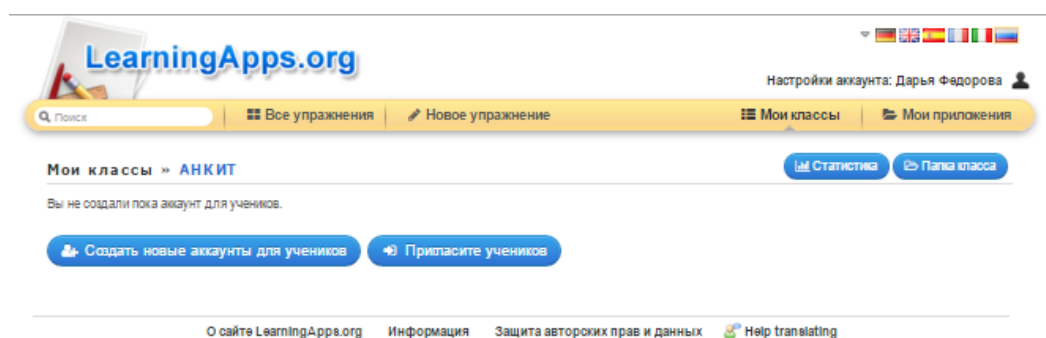 LearningApps.org
Настройки аккаунта: Дарья Федорова
Поиск
Все упражнения
Новое упражнение
Мои классы
Мои приложения
Мои классы » АНКИТ
Статистика
Папка класса
Вы не создали пока аккаунт для учеников.
Создать новые аккаунты для учеников
Пригласите учеников
О сайте LearningApps.org Информация Защита авторских прав и данных Help translating